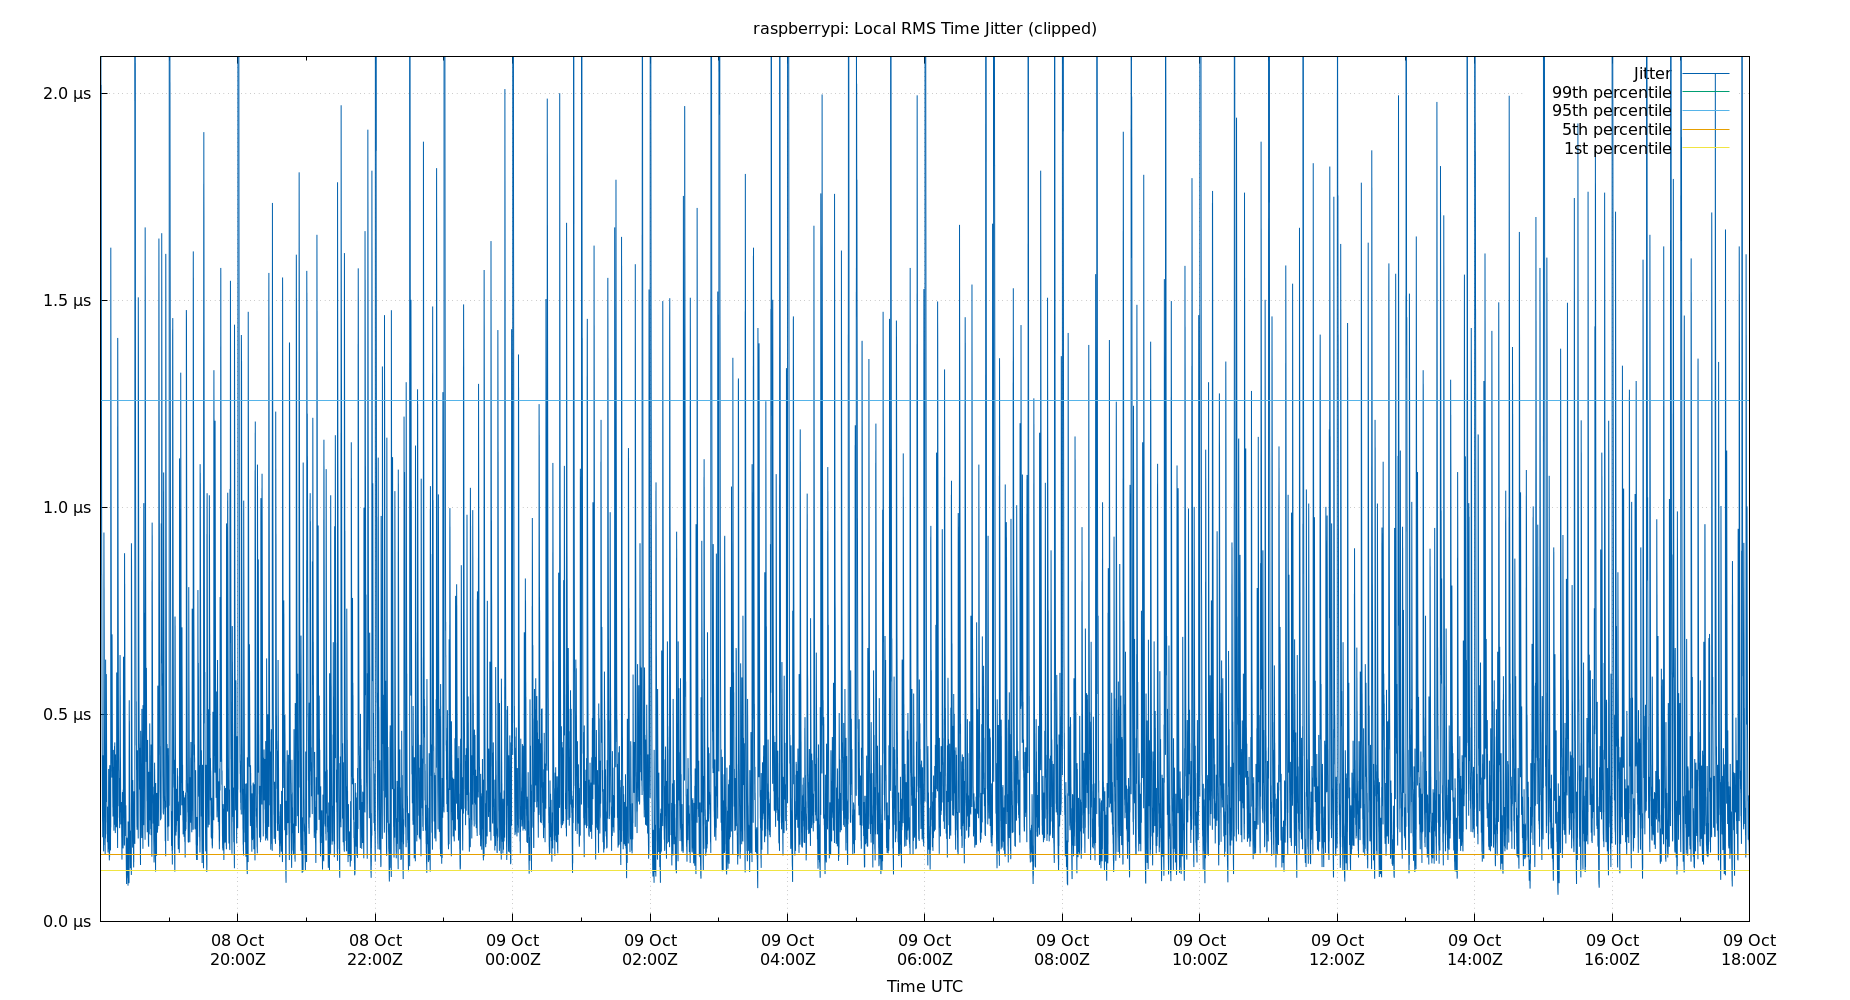 raspberrypi: Local RMS Time Jitter (clipped)
2.0 µs
1.5 µs
1.0 µs
0.5 µs
0.0 µs
Jitter
99th percentile
95th percentile
5th percentile
1st percentile
08 Oct 08 Oct 09 Oct 09 Oct 09 Oct 09 Oct 09 Oct 09 Oct 09 Oct 09 Oct 09 Oct 09 Oct
20:00Z 22:00Z 00:00Z 02:00Z 04:00Z 06:00Z 08:00Z 10:00Z 12:00Z 14:00Z 16:00Z 18:00Z
Time UTC